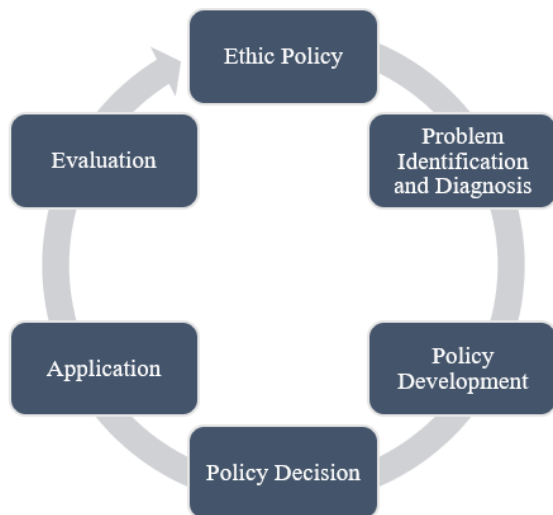 Ethic Policy
Problem
Identification
and Diagnosis
Policy
Development
Policy Decision
Application
Evaluation